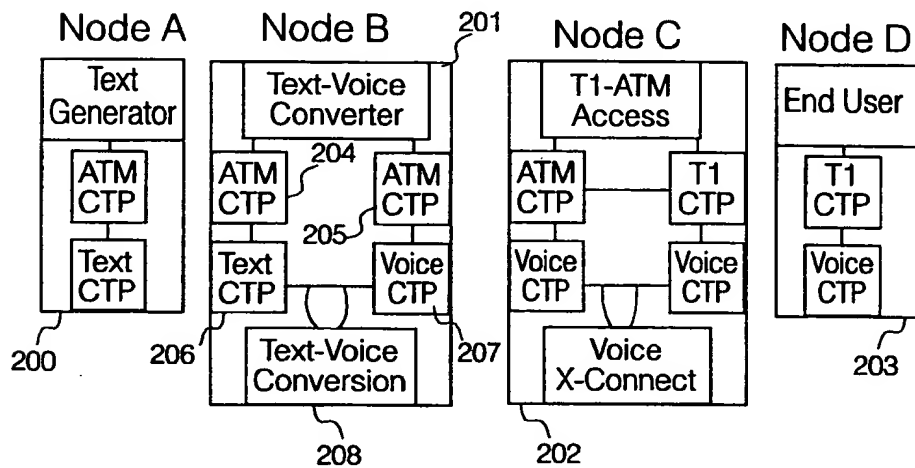 Node A
Node B
Node C
Node D
201
Text
Generator
Text-Voice
Converter
T1-ATM
Access
End User
ATM
CTP
204
ATM
CTP
205
ATM
CTP
T1
CTP
T1
CTP
Text
CTP
Text
CTP
Voice
CTP
Voice
CTP
Voice
CTP
Voice
CTP
200
206
207
203
Text-Voice
Conversion
Voice
X-Connect
208
202